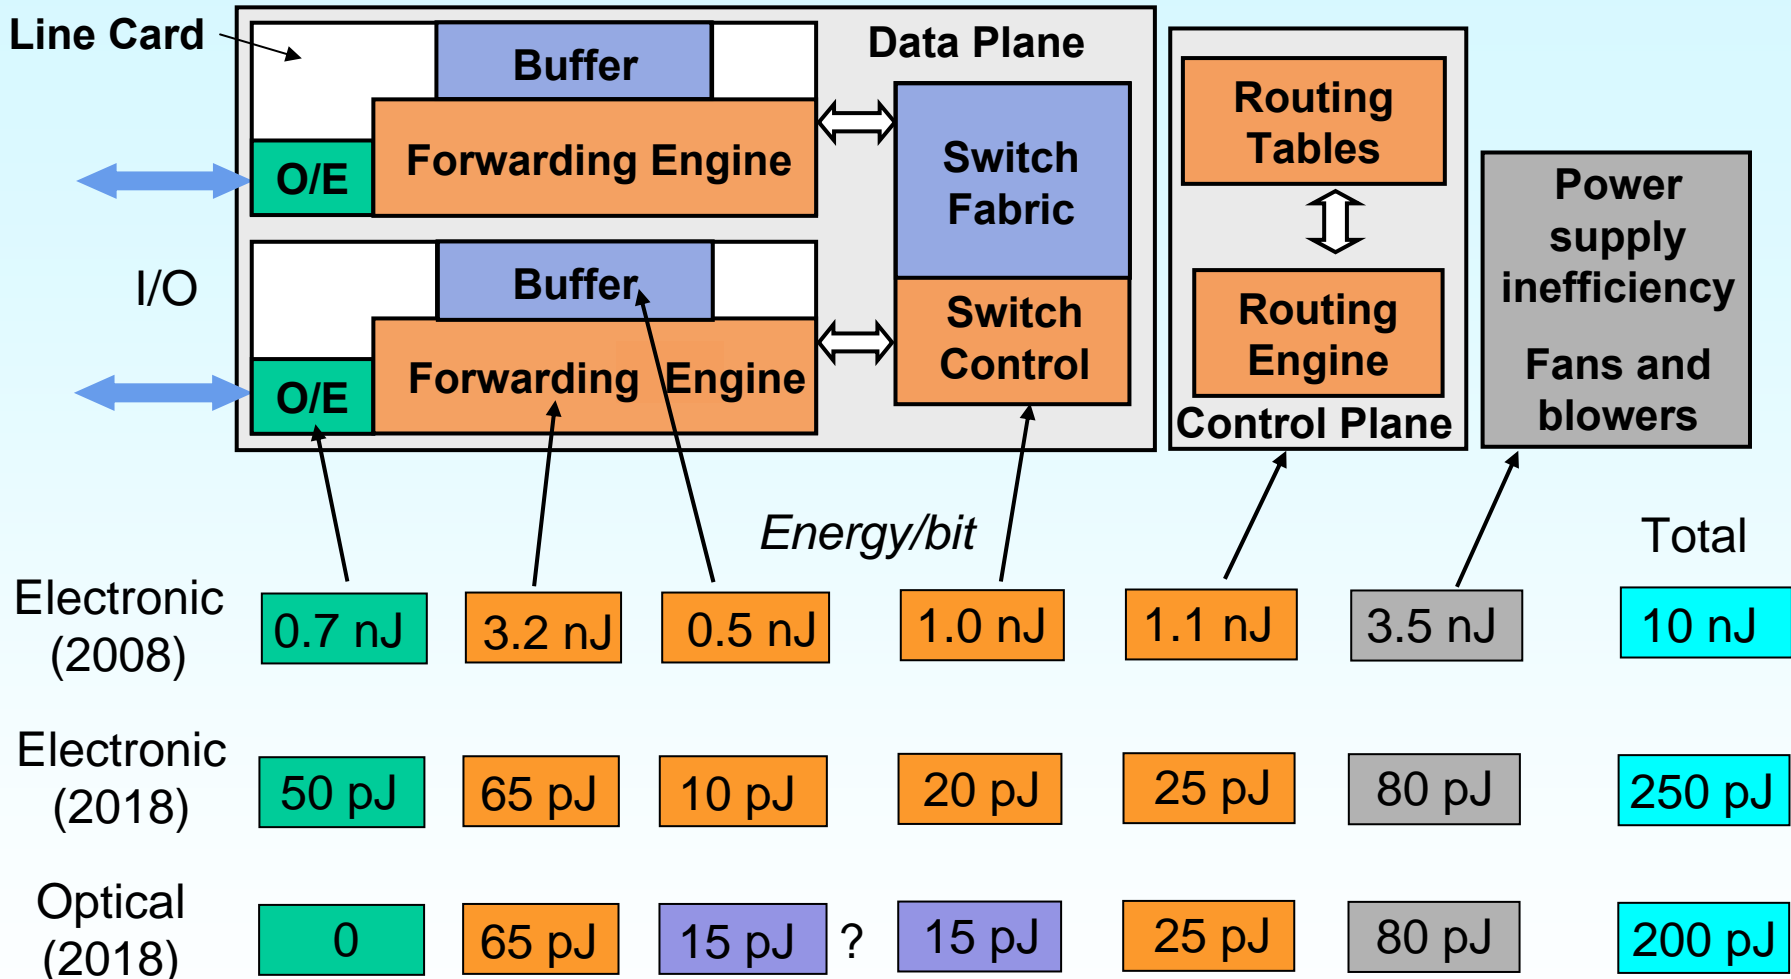 Line Card
Buffer
Data Plane
Forwarding Engine
O/E
Switch
Fabric
Routing
Tables
Power
supply
inefficiency
Fans and
blowers
I/O
Buffer
Forwarding Engine
O/E
Switch
Control
Routing
Engine
Control Plane
Energy/bit
Total
Electronic
(2008)
0.7 nJ 3.2 nJ 0.5 nJ 1.0 nJ 1.1 nJ 3.5 nJ 10 nJ
Electronic
(2018)
50 pJ 65 pJ 10 pJ 20 pJ 25 pJ 80 pJ 250 pJ
Optical
(2018)
0 65 pJ 15 pJ ? 15 pJ 25 pJ 80 pJ 200 pJ